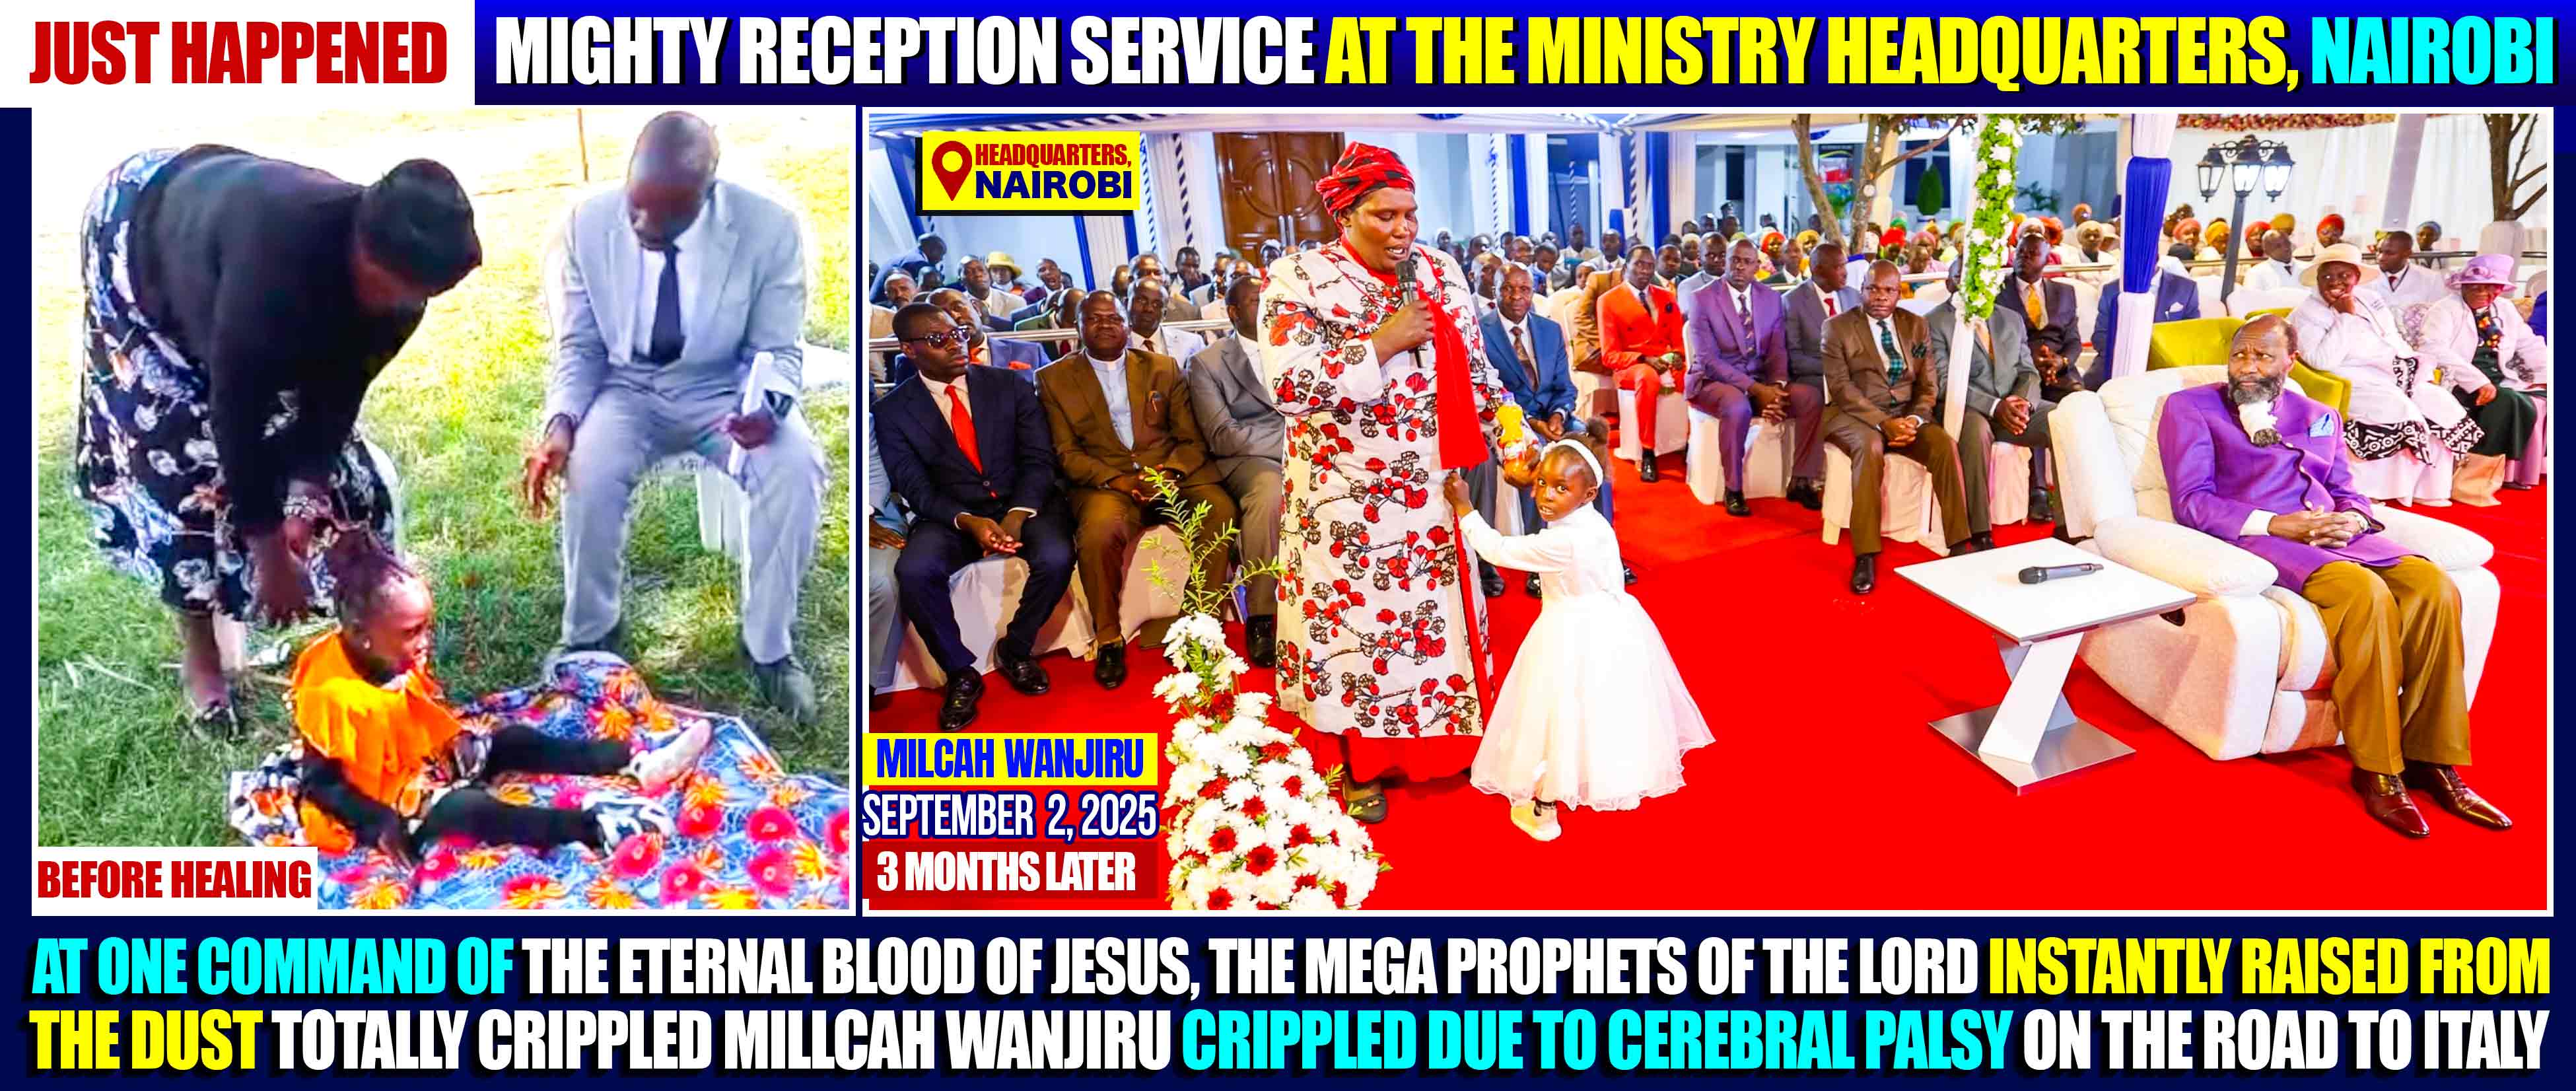 JUST HAPPENED
MIGHTY RECEPTION SERVICE AT THE MINISTRY HEADQUARTERS, NAIROBI
HEADQUARTERS,
NAIROBI
BEFORE HEALING
MILCAH WANJIRU
SEPTEMBER 2, 2025
3 MONTHS LATER
AT ONE COMMAND OF THE ETERNAL BLOOD OF JESUS, THE MEGA PROPHETS OF THE LORD INSTANTLY RAISED FROM
THE DUST TOTALLY CRIPPLED MILLCAH WANJIRU CRIPPLED DUE TO CEREBRAL PALSY ON THE ROAD TO ITALY